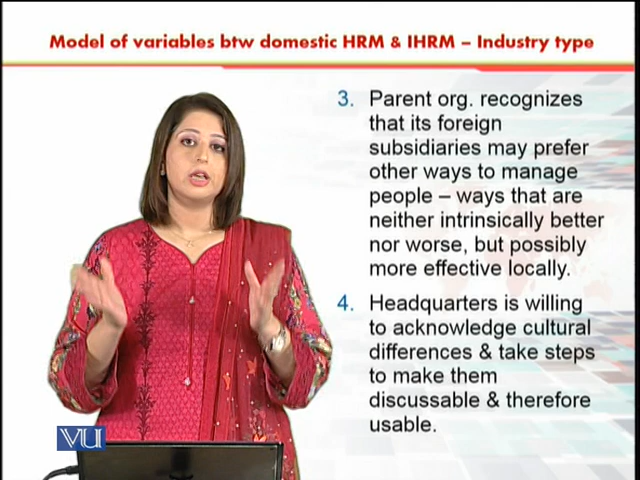 Model of variables btw domestic HRM & IHRM – Industry type
3. Parent org. recognizes
that its foreign
subsidiaries may prefer
other ways to manage
people – ways that are
neither intrinsically better
nor worse, but possibly
more effective locally.
4. Headquarters is willing
to acknowledge cultural
differences & take steps
to make them
discussable & therefore
usable.
VU